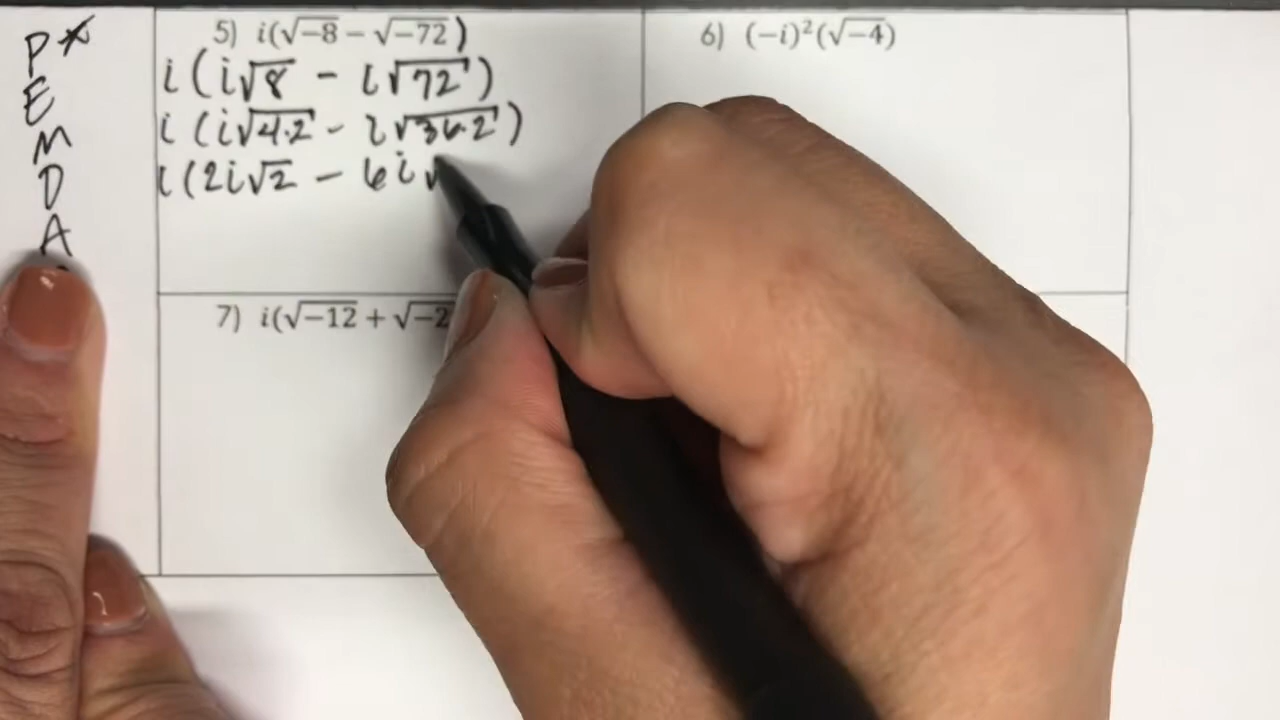 P*
E
M
D
A
5) i(√−8 − √−72)
i(i√8 − i√72)
i(i√4·2 − i√36·2)
i(2i√2 − 6i√
6) (−i)²(√−4)
7) i(√−12 + √−2